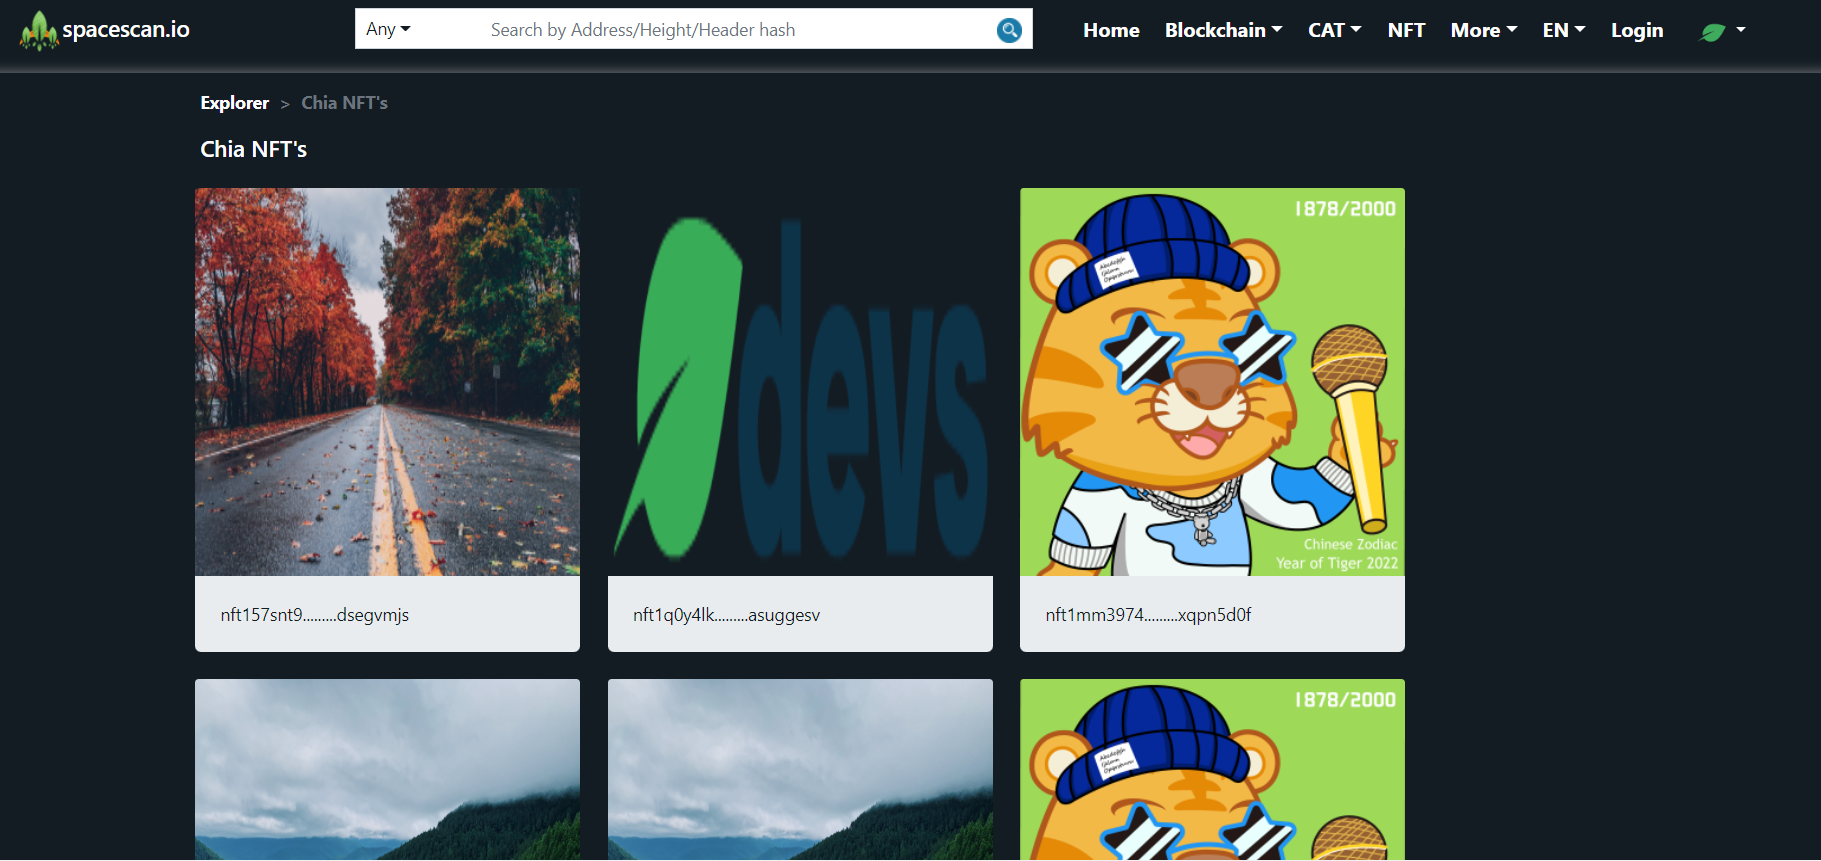 spacescan.io
Any
Search by Address/Height/Header hash
Home
Blockchain
CAT
NFT
More
EN
Login
Explorer > Chia NFT's
Chia NFT's
devs
1878/2000
Chinese Zodiac
Year of Tiger 2022
nft157snt9.........dsegvmjs
nft1q0y4lk.........asuggesv
nft1mm3974.........xqpn5d0f
1878/2000